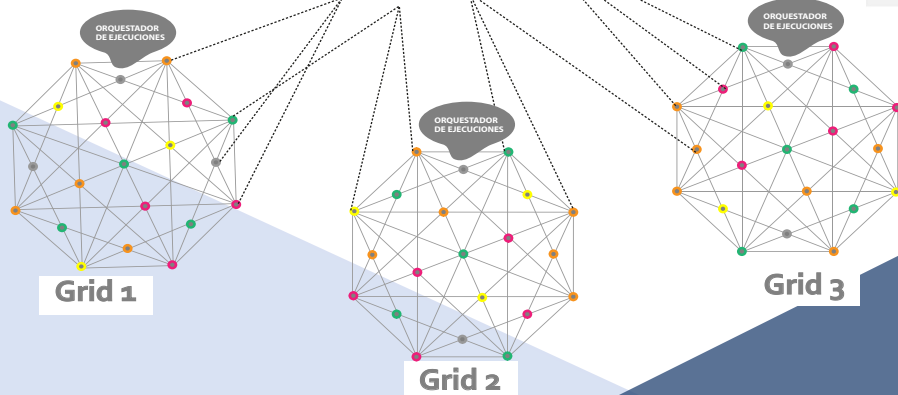 ORQUESTADOR
DE EJECUCIONES
ORQUESTADOR
DE EJECUCIONES
ORQUESTADOR
DE EJECUCIONES
Grid 1
Grid 3
Grid 2